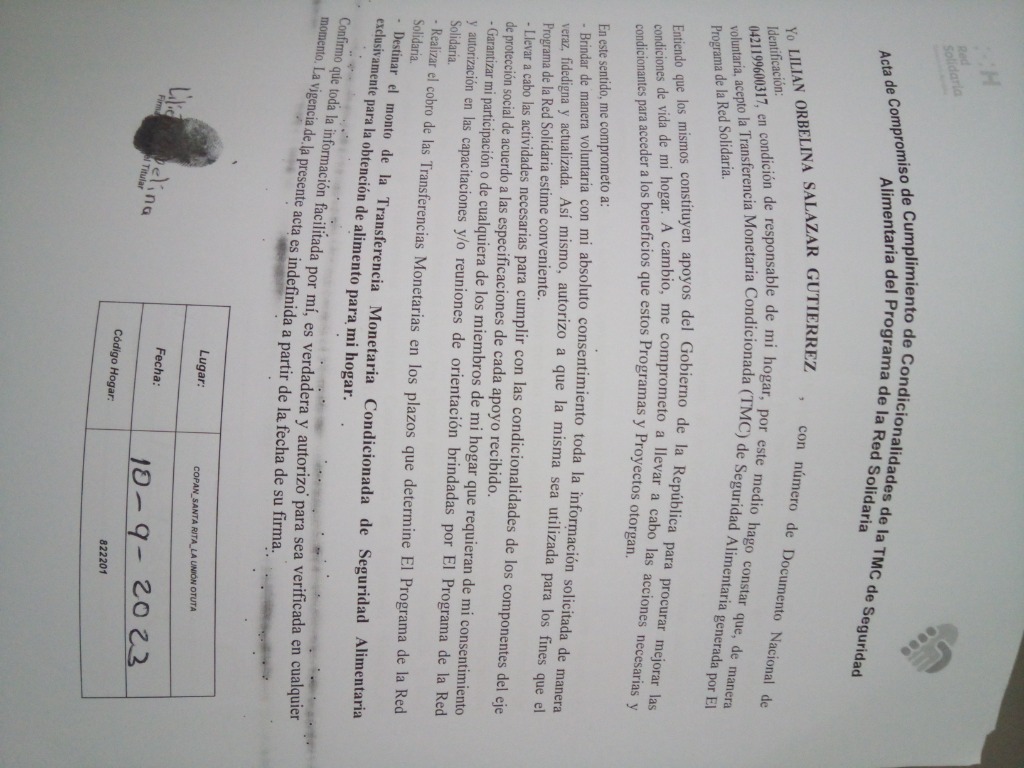 Red
Solidaria
Acta de Compromiso de Cumplimiento de Condicionalidades de la TMC de Seguridad
Alimentaria del Programa de la Red Solidaria
Yo LILIAN ORBELINA SALAZAR GUTIERREZ , con número de Documento Nacional de
Identificación:
0421199600317, en condición de responsable de mi hogar, por este medio hago constar que, de manera
voluntaria, acepto la Transferencia Monetaria Condicionada (TMC) de Seguridad Alimentaria generada por El
Programa de la Red Solidaria.
Entiendo que los mismos constituyen apoyos del Gobierno de la República para procurar mejorar las
condiciones de vida de mi hogar. A cambio, me comprometo a llevar a cabo las acciones necesarias y
condicionantes para acceder a los beneficios que estos Programas y Proyectos otorgan.
En este sentido, me comprometo a:
- Brindar de manera voluntaria con mi absoluto consentimiento toda la información solicitada de manera
veraz, fidedigna y actualizada. Así mismo, autorizo a que la misma sea utilizada para los fines que el
Programa de la Red Solidaria estime conveniente.
- Llevar a cabo las actividades necesarias para cumplir con las condicionalidades de los componentes del eje
de protección social de acuerdo a las especificaciones de cada apoyo recibido.
- Garantizar mi participación o de cualquiera de los miembros de mi hogar que requieran de mi consentimiento
y autorización en las capacitaciones y/o reuniones de orientación brindadas por El Programa de la Red
Solidaria.
- Realizar el cobro de las Transferencias Monetarias en los plazos que determine El Programa de la Red
Solidaria.
- Destinar el monto de la Transferencia Monetaria Condicionada de Seguridad Alimentaria
exclusivamente para la obtención de alimento para mi hogar.
Confirmo que toda la información facilitada por mi, es verdadera y autorizo para sea verificada en cualquier
momento. La vigencia de la presente acta es indefinida a partir de la fecha de su firma.
Titular
Lugar: COPAN_SANTA RITA_LA UNION OTUTA
Fecha: 10-9-2023
Código Hogar: 822201